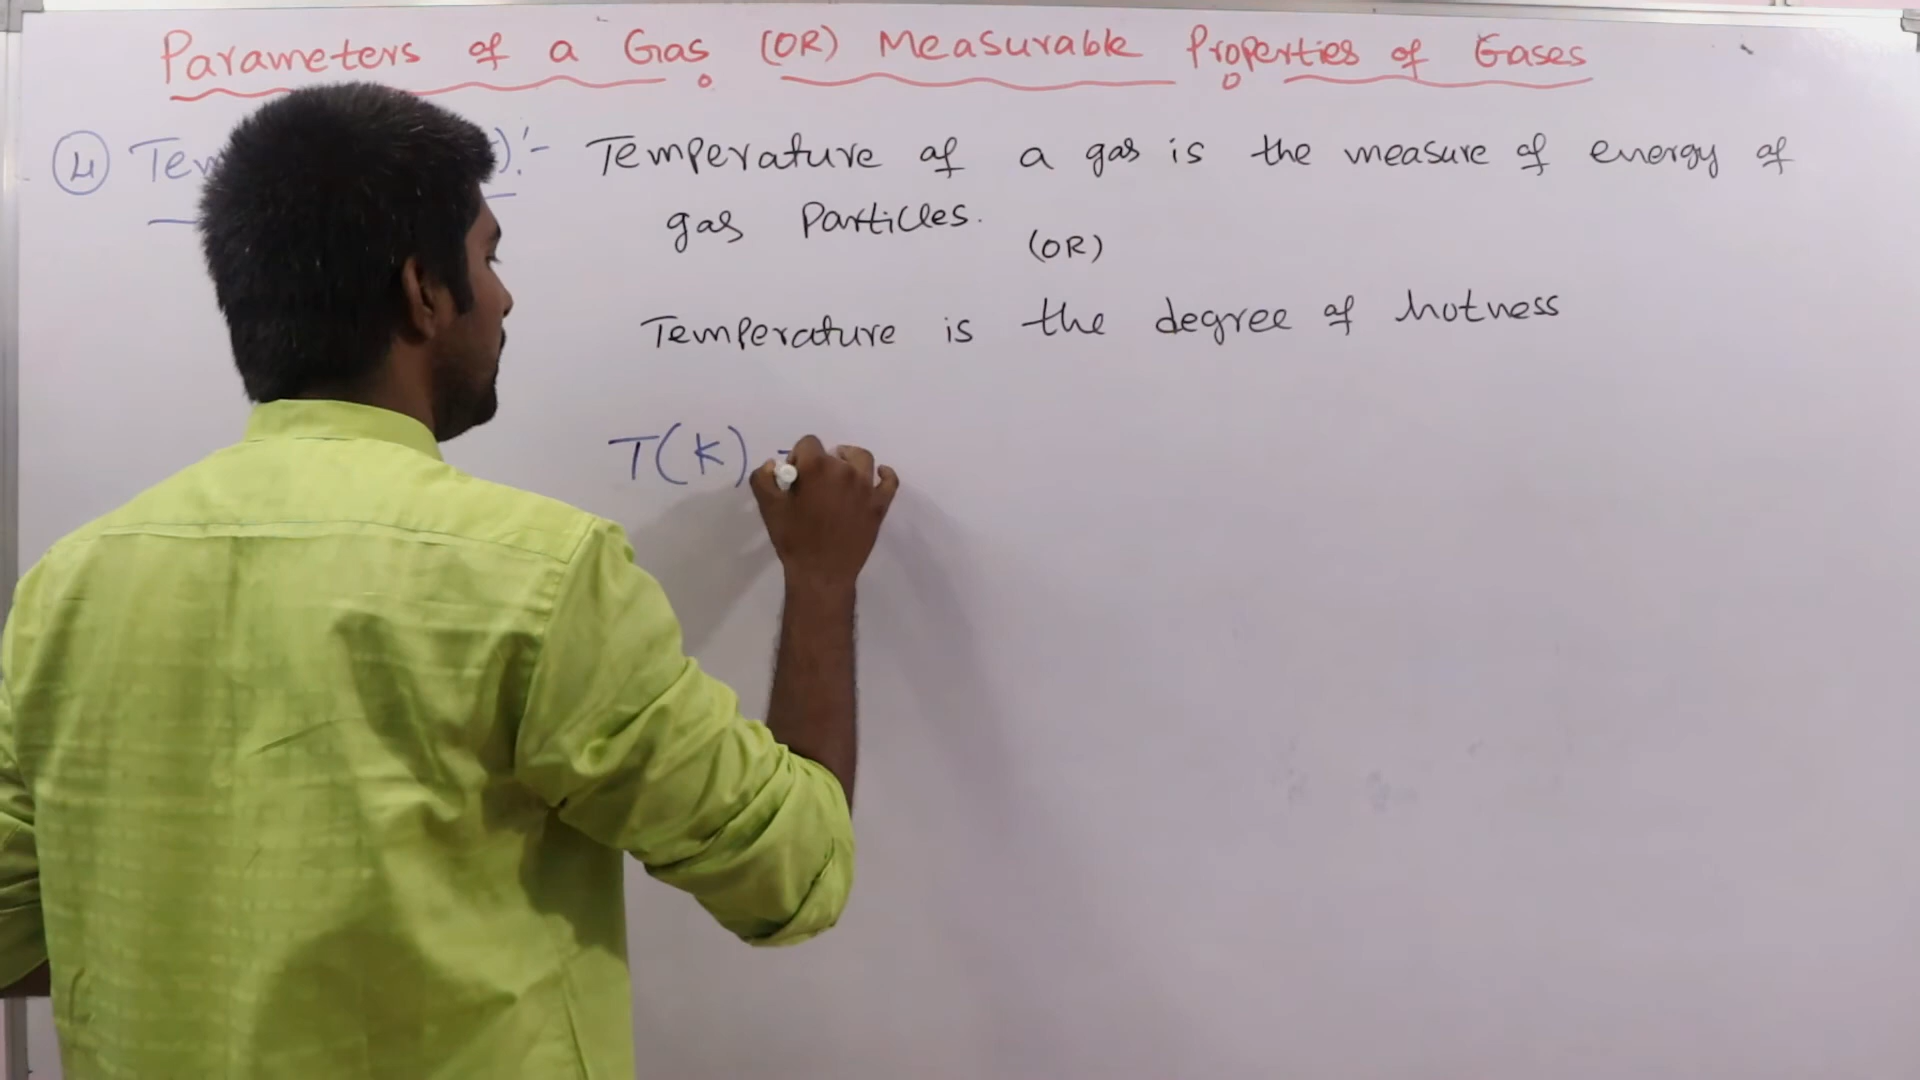 Parameters of a Gas (OR) Measurable Properties of Gases
4 Temperature of a gas is the measure of energy of
gas Particles.
(OR)
Temperature is the degree of hotness
T(K)